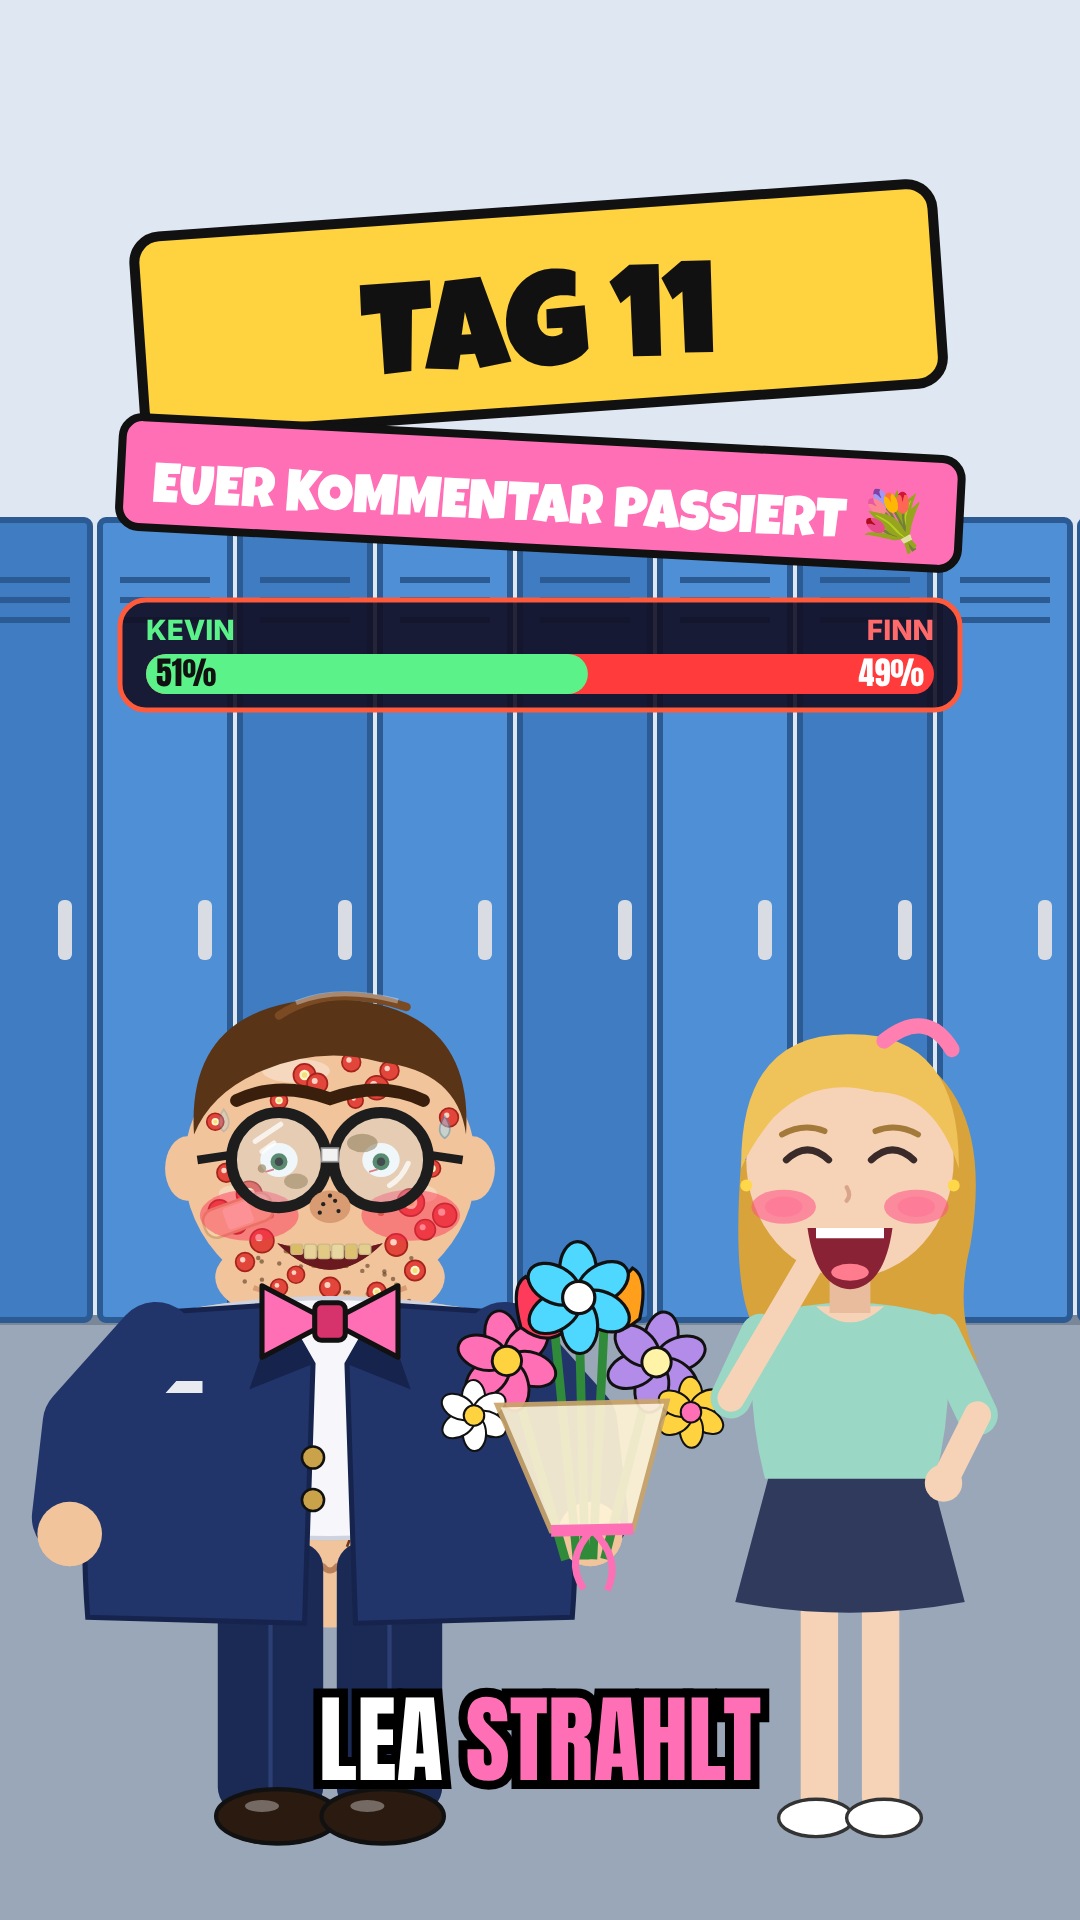 TAG 11
EUER KOMMENTAR PASSIERT 💐
KEVIN FINN
51% 49%
LEA STRAHLT